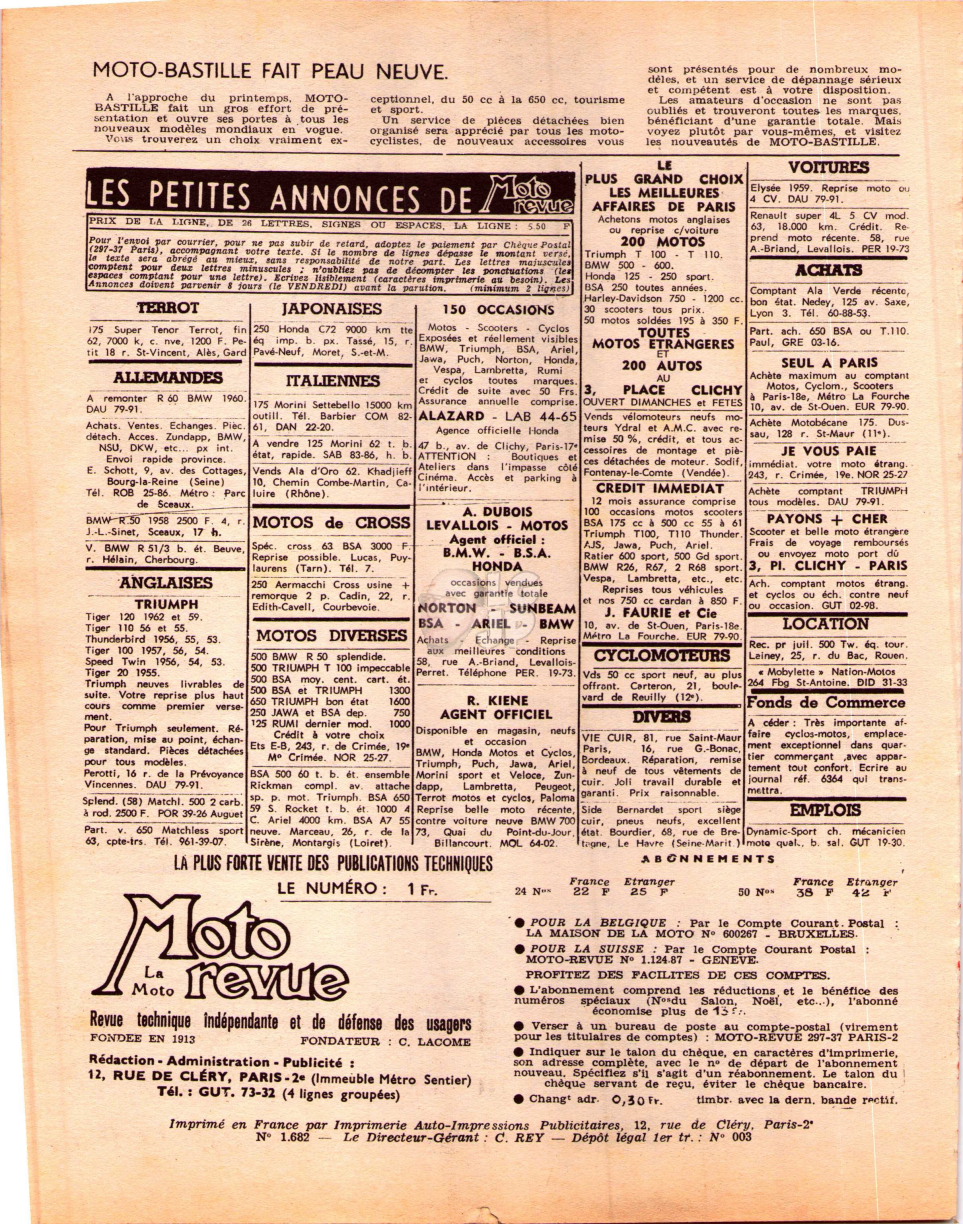 MOTO-BASTILLE FAIT PEAU NEUVE.
A l'approche du printemps, MOTO-
BASTILLE fait un gros effort de pré-
sentation et ouvre ses portes à tous les
nouveaux modèles mondiaux en vogue.
Vous trouverez un choix vraiment ex-
ceptionnel, du 50 cc à la 650 cc, tourisme
et sport.
Un service de pièces détachées bien
organisé sera apprécié par tous les moto-
cyclistes, de nouveaux accessoires vous
sont présentés pour de nombreux mo-
dèles, et un service de dépannage sérieux
et compétent est à votre disposition.
Les amateurs d'occasion ne sont pas
oubliés et trouveront toutes les marques,
bénéficiant d'une garantie totale. Mais
voyez plutôt par vous-mêmes, et visitez
les nouveautés de MOTO-BASTILLE.
LES PETITES ANNONCES DE Moto revue
PRIX DE LA LIGNE, DE 26 LETTRES, SIGNES OU ESPACES, LA LIGNE : 5.50 F
Pour l'envoi par courrier, pour ne pas subir de retard, adoptez le paiement par Chèque Postal
(297-37 Paris), accompagnant votre texte. Si le nombre de lignes dépasse le montant versé,
le texte sera abrégé au mieux, sans responsabilité de notre part. Les lettres majuscules
comptent pour deux lettres minuscules ; n'oubliez pas de décompter les ponctuations (les
espaces comptant pour une lettre). Ecrivez lisiblement (caractères imprimerie au besoin). Les
Annonces doivent parvenir 8 jours (le VENDREDI) avant la parution. (minimum 2 lignes)
TERROT
175 Super Tenor Terrot, fin
62, 7000 k, c. nve, 1200 F. Pe-
tit 18 r. St-Vincent, Alès, Gard
ALLEMANDES
A remonter R 60 BMW 1960.
DAU 79-91.
Achats. Ventes. Echanges. Pièc.
détach. Acces. Zundapp, BMW,
NSU, DKW, etc... px int.
Envoi rapide province.
E. Schott, 9, av. des Cottages,
Bourg-la-Reine (Seine)
Tél. ROB 25-86. Métro : Parc
de Sceaux.
BMW R.50 1958 2500 F. 4, r.
J.-L.-Sinet, Sceaux, 17 h.
V. BMW R 51/3 b. ét. Beuve,
r. Hélain, Cherbourg.
ANGLAISES
TRIUMPH
Tiger 120 1962 et 59.
Tiger 110 56 et 55.
Thunderbird 1956, 55, 53.
Tiger 100 1957, 56, 54.
Speed Twin 1956, 54, 53.
Tiger 20 1955.
Triumph neuves livrables de
suite. Votre reprise plus haut
cours comme premier verse-
ment.
Pour Triumph seulement. Ré-
paration, mise au point, échan-
ge standard. Pièces détachées
pour tous modèles.
Perotti, 16 r. de la Prévoyance
Vincennes. DAU 79-91.
Splend. (58) Matchl. 500 2 carb.
à rod. 2500 F. POR 39-26 Auguet
Part. v. 650 Matchless sport
63, cpte-trs. Tél. 961-39-07.
JAPONAISES
250 Honda C72 9000 km tte
éq imp. b. px. Tassé, 15, r.
Pavé-Neuf, Moret, S.-et-M.
ITALIENNES
175 Morini Settebello 15000 km
outill. Tél. Barbier COM 82-
61, DAN 22-20.
A vendre 125 Morini 62 t. b.
état, rapide. SAB 83-86, h. b.
Vends Ala d'Oro 62. Khadjieff
10, Chemin Combe-Martin, Ca-
luire (Rhône).
MOTOS de CROSS
Spéc. cross 63 BSA 3000 F.
Reprise possible. Lucas, Puy-
laurens (Tarn). Tél. 7.
250 Aermacchi Cross usine +
remorque 2 p. Cadin, 22, r.
Edith-Cavell, Courbevoie.
MOTOS DIVERSES
500 BMW R 50 splendide.
500 TRIUMPH T 100 impeccable
500 BSA moy. cent. cart. ét.
500 BSA et TRIUMPH 1300
650 TRIUMPH bon état 1600
250 JAWA et BSA dep. 750
125 RUMI dernier mod. 1000
Crédit à votre choix
Ets E-B, 243, r. de Crimée, 19e
Mo Crimée. NOR 25-27.
BSA 500 60 t. b. ét. ensemble
Rickman compl. av. attache
sp. p. mot. Triumph. BSA 650
59 S. Rocket t. b. ét. 1000 4
C. Ariel 4000 km. BSA A7 55
neuve. Marceau, 26, r. de la
Sirène, Montargis (Loiret).
150 OCCASIONS
Motos - Scooters - Cyclos
Exposées et réellement visibles
BMW, Triumph, BSA, Ariel,
Jawa, Puch, Norton, Honda,
Vespa, Lambretta, Rumi
et cyclos toutes marques.
Crédit de suite avec 50 Frs.
Assurance annuelle comprise.
ALAZARD - LAB 44-65
Agence officielle Honda
47 b., av. de Clichy, Paris-17e
ATTENTION : Boutiques et
Ateliers dans l'impasse côté
Cinéma. Accès et parking à
l'intérieur.
A. DUBOIS
LEVALLOIS - MOTOS
Agent officiel :
B.M.W. - B.S.A.
HONDA
occasions vendues
avec garantie totale
NORTON - SUNBEAM
BSA - ARIEL - BMW
Achats - Echange - Reprise
aux meilleures conditions
58, rue A.-Briand, Levallois-
Perret. Téléphone PER. 19-73.
R. KIENE
AGENT OFFICIEL
Disponible en magasin, neufs
et occasion
BMW, Honda Motos et Cyclos,
Triumph, Puch, Jawa, Ariel,
Morini sport et Veloce, Zun-
dapp, Lambretta, Peugeot,
Terrot motos et cyclos, Paloma
Reprise belle moto récente,
contre voiture neuve BMW 700
73, Quai du Point-du-Jour,
Billancourt. MOL 64-02.
LE
PLUS GRAND CHOIX
LES MEILLEURES
AFFAIRES DE PARIS
Achetons motos anglaises
ou reprise c/voiture
200 MOTOS
Triumph T 100 - T 110.
BMW 500 - 600.
Honda 125 - 250 sport.
BSA 250 toutes années.
Harley-Davidson 750 - 1200 cc.
30 scooters tous prix.
50 motos soldées 195 à 350 F.
TOUTES
MOTOS ETRANGERES
ET
200 AUTOS
AU
3, PLACE CLICHY
OUVERT DIMANCHES et FETES
Vends vélomoteurs neufs mo-
teurs Ydral et A.M.C. avec re-
mise 50 %, crédit, et tous ac-
cessoires de montage et piè-
ces détachées de moteur. Sodif,
Fontenay-le-Comte (Vendée).
CREDIT IMMEDIAT
12 mois assurance comprise
100 occasions motos scooters
BSA 175 cc à 500 cc 55 à 61
Triumph T100, T110 Thunder.
AJS, Jawa, Puch, Ariel.
Ratier 600 sport, 500 Gd sport.
BMW R26, R67, 2 R68 sport.
Vespa, Lambretta, etc., etc.
Reprises tous véhicules
et nos 750 cc cardan à 850 F.
J. FAURIE et Cie
10, av. de St-Ouen, Paris-18e.
Métro La Fourche. EUR 79-90.
CYCLOMOTEURS
Vds 50 cc sport neuf, au plus
offrant. Carteron, 21, boule-
vard de Reuilly (12e).
DIVERS
VIE CUIR, 81, rue Saint-Maur
Paris, 16, rue G.-Bonac,
Bordeaux. Réparation, remise
à neuf de tous vêtements de
cuir. Joli travail durable et
garanti. Prix raisonnable.
Side Bernardet sport siège
cuir, pneus neufs, excellent
état. Bourdier, 68, rue de Bre-
tagne, Le Havre (Seine-Marit.)
VOITURES
Elysée 1959. Reprise moto ou
4 CV. DAU 79-91.
Renault super 4L 5 CV mod.
63, 18.000 km. Crédit. Re-
prend moto récente. 58, rue
A.-Briand, Levallois. PER 19-73
ACHATS
Comptant Ala Verde récente,
bon état. Nedey, 125 av. Saxe,
Lyon 3. Tél. 60-88-53.
Part. ach. 650 BSA ou T.110.
Paul, GRE 03-16.
SEUL A PARIS
Achète maximum au comptant
Motos, Cyclom., Scooters
à Paris-18e, Métro La Fourche
10, av. de St-Ouen. EUR 79-90.
Achète Motobécane 175. Dus-
sau, 128 r. St-Maur (11e).
JE VOUS PAIE
immédiat. votre moto étrang.
243, r. Crimée, 19e. NOR 25-27
Achète comptant TRIUMPH
tous modèles. DAU 79-91.
PAYONS + CHER
Scooter et belle moto étrangère
Frais de voyage remboursés
ou envoyez moto port dû
3, Pl. CLICHY - PARIS
Ach. comptant motos étrang.
et cyclos ou éch. contre neuf
ou occasion. GUT 02-98.
LOCATION
Rec. pr juil. 500 Tw. éq. tour.
Lainey, 25, r. du Bac, Rouen.
« Mobylette » Nation-Motos
264 Fbg St-Antoine. DID 31-33
Fonds de Commerce
A céder : Très importante af-
faire cyclos-motos, emplace-
ment exceptionnel dans quar-
tier commerçant ,avec appar-
tement tout confort. Ecrire au
journal réf. 6364 qui trans-
mettra.
EMPLOIS
Dynamic-Sport ch. mécanicien
moto qual., b. sal. GUT 19-30.
LA PLUS FORTE VENTE DES PUBLICATIONS TECHNIQUES
LE NUMÉRO : 1 Fr.
La Moto
Moto revue
Revue technique indépendante et de défense des usagers
FONDEE EN 1913 FONDATEUR : C. LACOME
Rédaction - Administration - Publicité :
12, RUE DE CLÉRY, PARIS-2e (Immeuble Métro Sentier)
Tél. : GUT. 73-32 (4 lignes groupées)
ABONNEMENTS
France Etranger France Etranger
24 Nos 22 F 25 F 50 Nos 38 F 42 F
● POUR LA BELGIQUE : Par le Compte Courant Postal :
LA MAISON DE LA MOTO No 600267 - BRUXELLES.
● POUR LA SUISSE : Par le Compte Courant Postal :
MOTO-REVUE No 1.124.87 - GENEVE.
PROFITEZ DES FACILITES DE CES COMPTES.
● L'abonnement comprend les réductions et le bénéfice des
numéros spéciaux (Nos du Salon, Noël, etc...), l'abonné
économise plus de 13 Fr.
● Verser à un bureau de poste au compte-postal (virement
pour les titulaires de comptes) : MOTO-REVUE 297-37 PARIS-2
● Indiquer sur le talon du chèque, en caractères d'imprimerie,
son adresse complète, avec le no de départ de l'abonnement
nouveau. Spécifiez s'il s'agit d'un réabonnement. Le talon du
chèque servant de reçu, éviter le chèque bancaire.
● Changt adr. 0,30 Fr. timbr. avec la dern. bande rectif.
Imprimé en France par Imprimerie Auto-Impressions Publicitaires, 12, rue de Cléry, Paris-2e
No 1.682 — Le Directeur-Gérant : C. REY — Dépôt légal 1er tr. : No 003